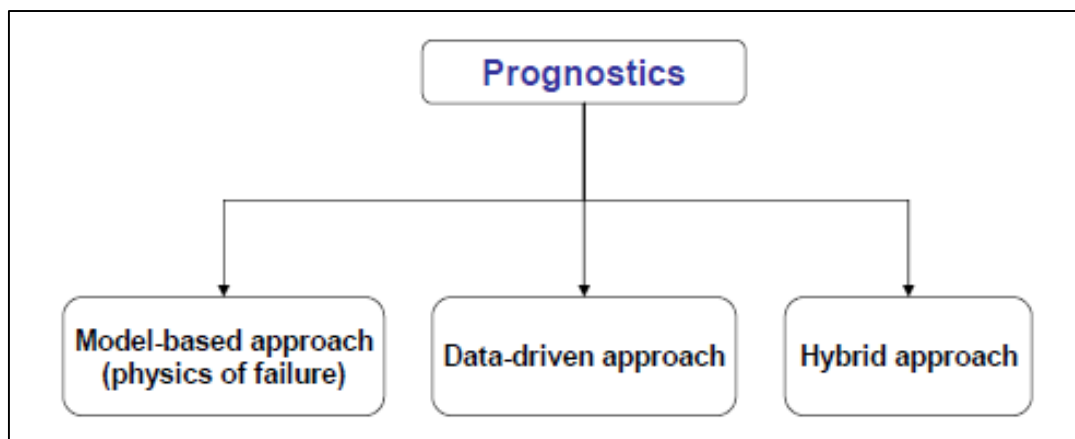 Prognostics
Model-based approach
(physics of failure)
Data-driven approach
Hybrid approach